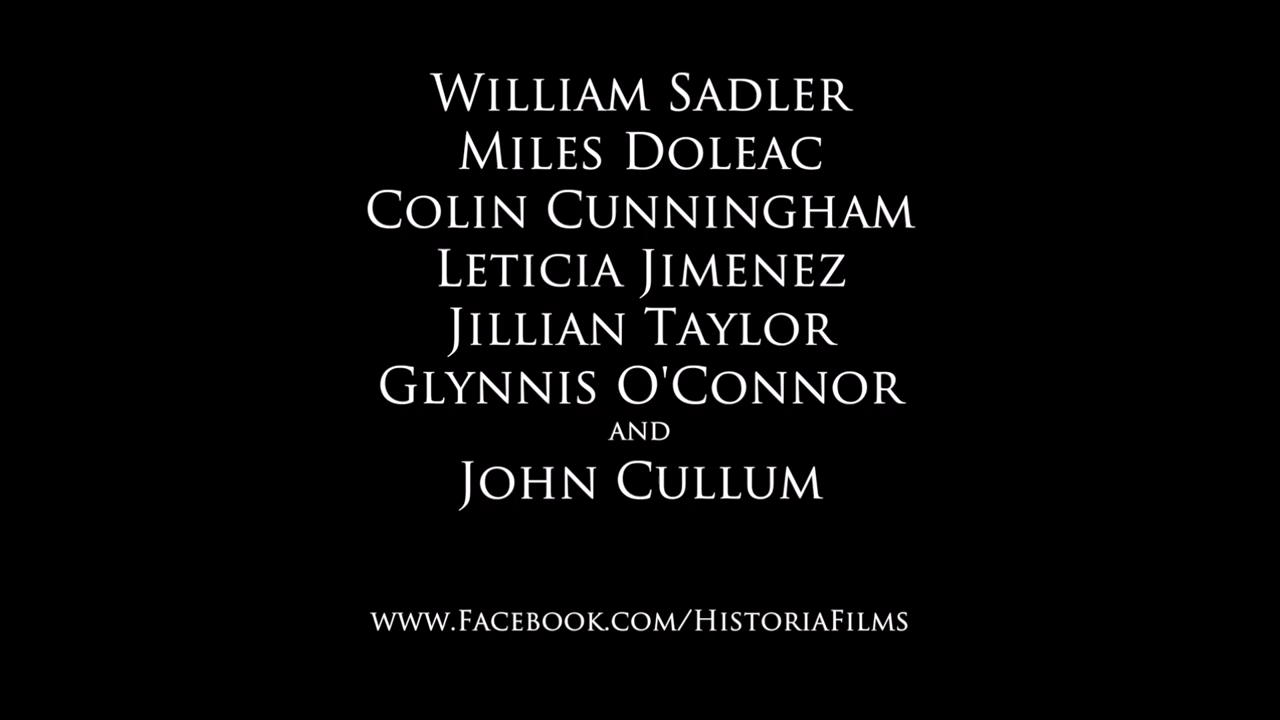 William Sadler
Miles Doleac
Colin Cunningham
Leticia Jimenez
Jillian Taylor
Glynnis O'Connor
and
John Cullum
www.Facebook.com/HistoriaFilms